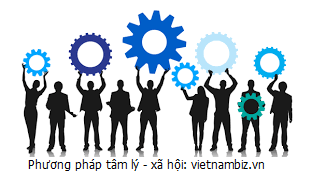 Phương pháp tâm lý - xã hội: vietnambiz.vn